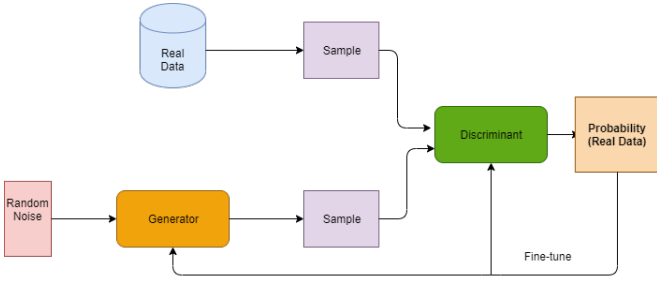 Real
Data
Sample
Discriminant
Probability
(Real Data)
Random
Noise
Generator
Sample
Fine-tune